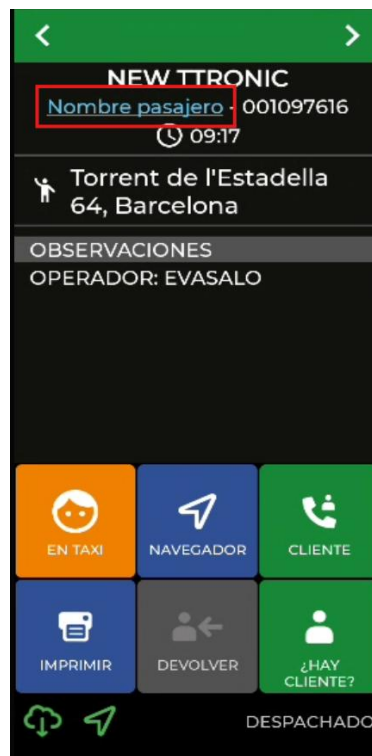 NEW TTRONIC
Nombre pasajero - 001097616
09:17
Torrent de l'Estadella
64, Barcelona
OBSERVACIONES
OPERADOR: EVASALO
EN TAXI
NAVEGADOR
CLIENTE
IMPRIMIR
DEVOLVER
¿HAY
CLIENTE?
DESPACHADO